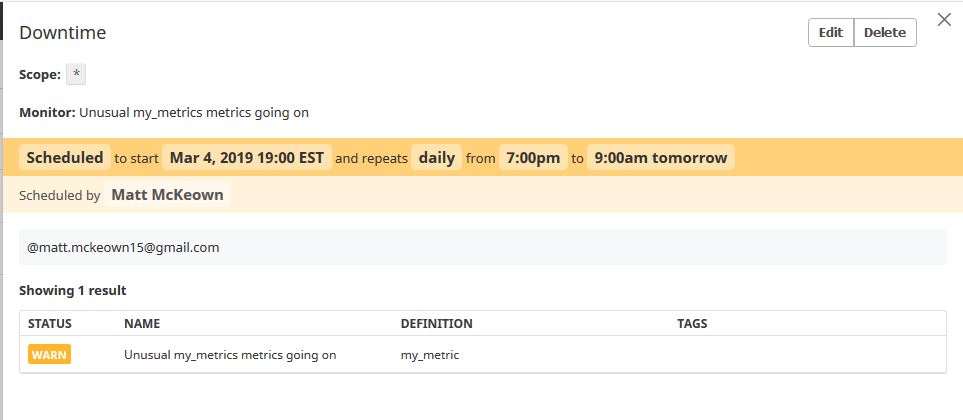 Downtime
Edit Delete
Scope: *
Monitor: Unusual my_metrics metrics going on
Scheduled to start Mar 4, 2019 19:00 EST and repeats daily from 7:00pm to 9:00am tomorrow
Scheduled by Matt McKeown
@matt.mckeown15@gmail.com
Showing 1 result
STATUS NAME DEFINITION TAGS
WARN Unusual my_metrics metrics going on my_metric